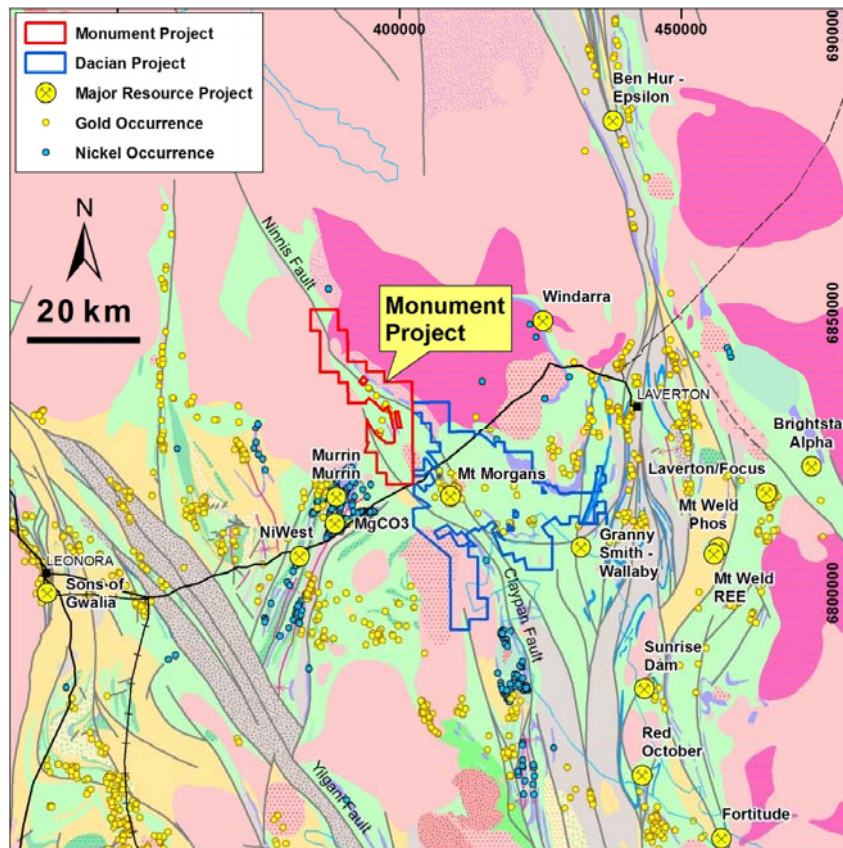 Monument Project
Dacian Project
Major Resource Project
Gold Occurrence
Nickel Occurrence
400000
450000
6900000
Ben Hur -
Epsilon
N
20 km
Ninnis Fault
Monument
Project
Windarra
6850000
LAVERTON
Brightsta
Alpha
Murrin
Murrin
Mt Morgans
Laverton/Focus
Mt Weld
Phos
MgCO3
NiWest
Granny
Smith -
Wallaby
LEONORA
Sons of
Gwalia
Mt Weld
REE
6800000
Claypan Fault
Sunrise
Dam
Red
October
Yilgani Fault
Fortitude